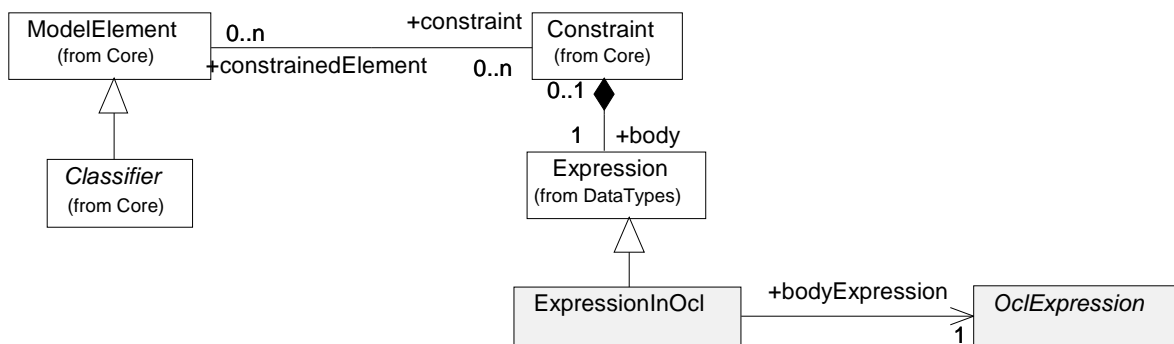 ModelElement
(from Core)
0..n
+constraint
+constrainedElement
0..n
Constraint
(from Core)
0..1
1
+body
Classifier
(from Core)
Expression
(from DataTypes)
ExpressionInOcl
+bodyExpression
1
OclExpression